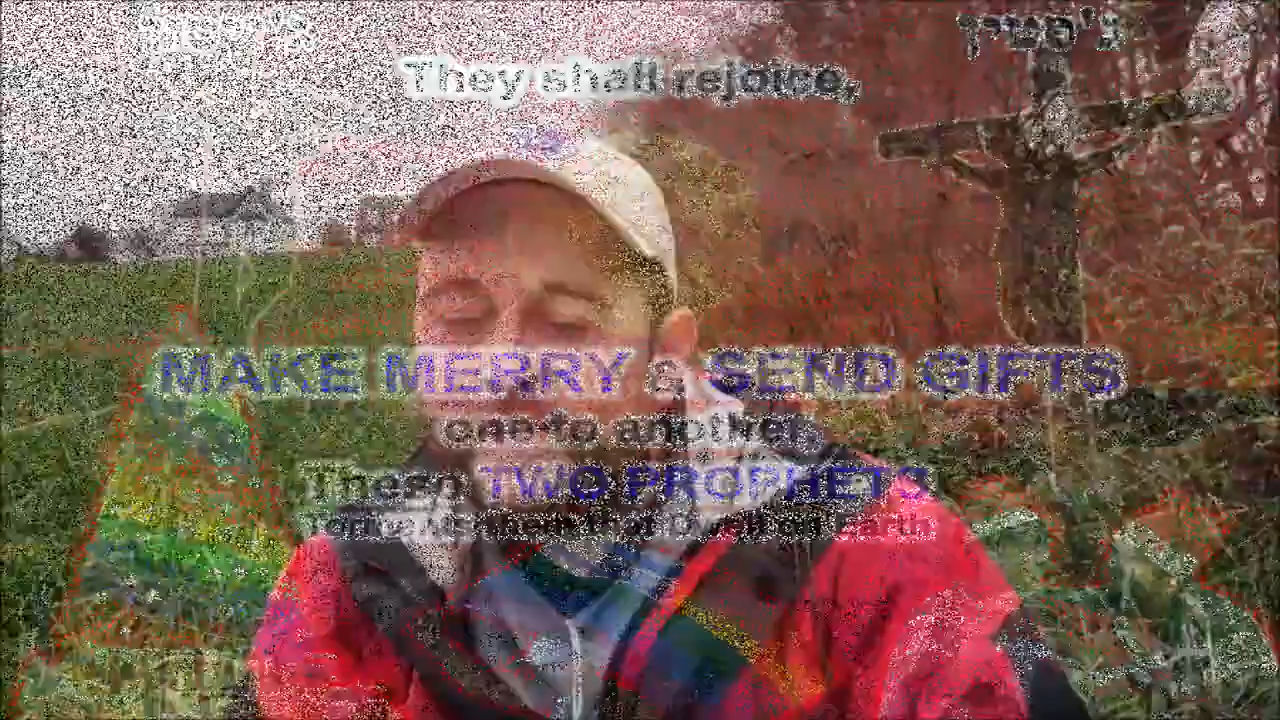 They shall rejoice,
MAKE MERRY & SEND GIFTS
one to another,
These TWO PROPHETS
Tormented them that Dwell on Earth